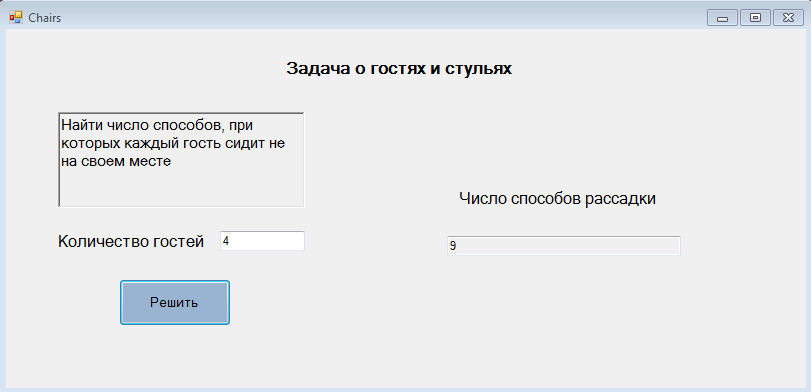 Chairs
Задача о гостях и стульях
Найти число способов, при
которых каждый гость сидит не
на своем месте
Число способов рассадки
Количество гостей 4
9
Решить